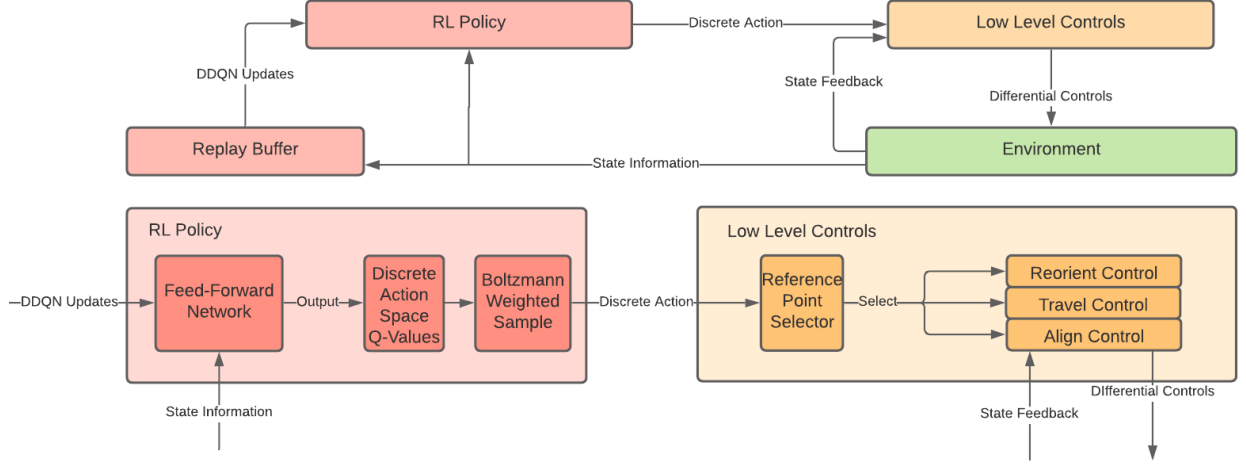 RL Policy
Discrete Action
Low Level Controls
DDQN Updates
State Feedback
Differential Controls
Replay Buffer
State Information
Environment
RL Policy
DDQN Updates
Feed-Forward
Network
Output
Discrete
Action
Space
Q-Values
Boltzmann
Weighted
Sample
State Information
Discrete Action
Low Level Controls
Reference
Point
Selector
Select
Reorient Control
Travel Control
Align Control
State Feedback
DIfferential Controls